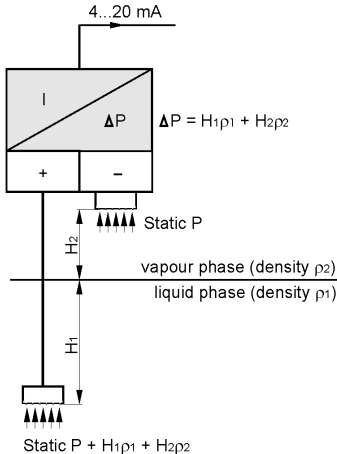 4...20 mA
I
ΔP
ΔP = H₁ρ1 + H₂ρ2
+
−
Static P
H₂
vapour phase (density ρ2)
liquid phase (density ρ1)
H₁
Static P + H₁ρ1 + H₂ρ2